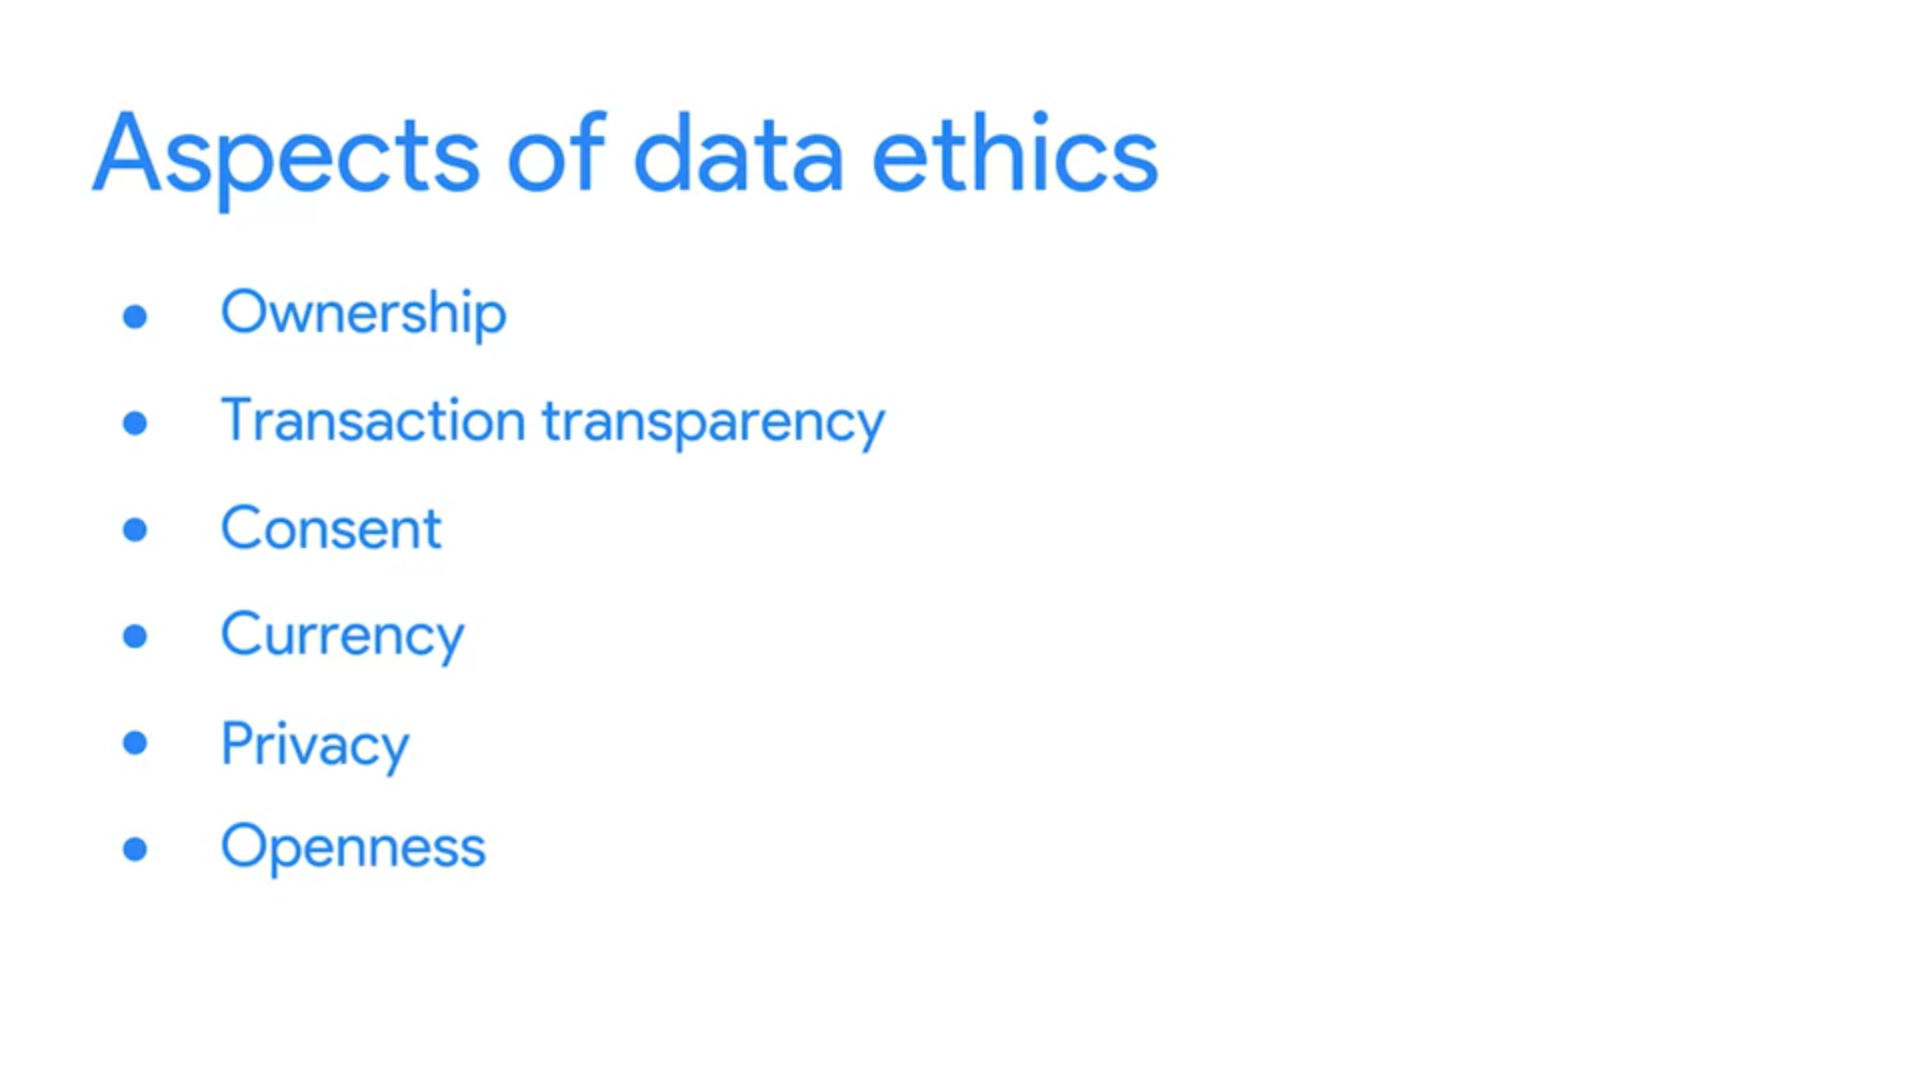 Aspects of data ethics
● Ownership
● Transaction transparency
● Consent
● Currency
● Privacy
● Openness